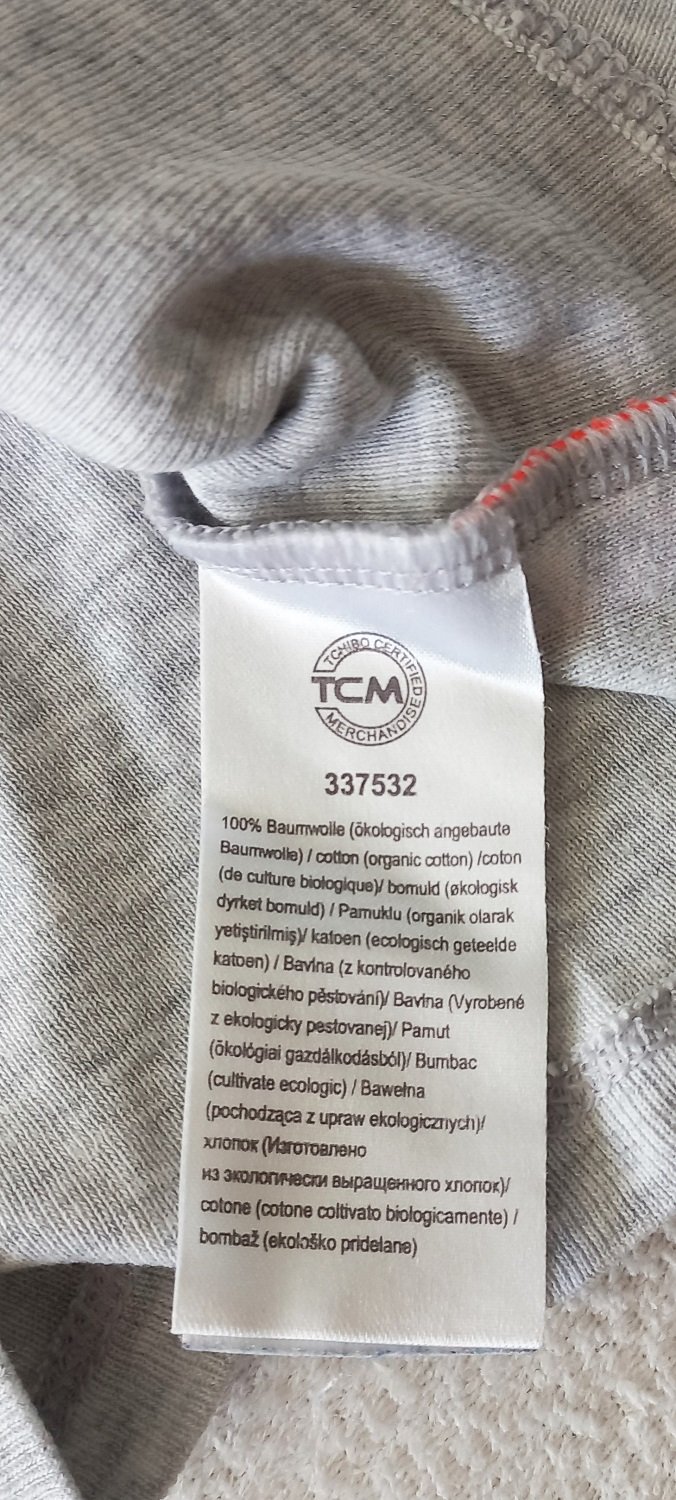 TCHIBO CERTIFIED
TCM
MERCHANDISE
337532
100% Baumwolle (ökologisch angebaute
Baumwolle) / cotton (organic cotton) /coton
(de culture biologique)/ bomuld (økologisk
dyrket bomuld) / Pamuklu (organik olarak
yetiştirilmiş)/ katoen (ecologisch geteelde
katoen) / Bavlna (z kontrolovaného
biologického pěstování)/ Bavlna (Vyrobené
z ekologicky pestovanej)/ Pamut
(ökológiai gazdálkodásból)/ Bumbac
(cultivate ecologic) / Bawełna
(pochodząca z upraw ekologicznych)/
хлопок (Изготовлено
из экологически выращенного хлопок)/
cotone (cotone coltivato biologicamente) /
bombaž (ekološko pridelane)